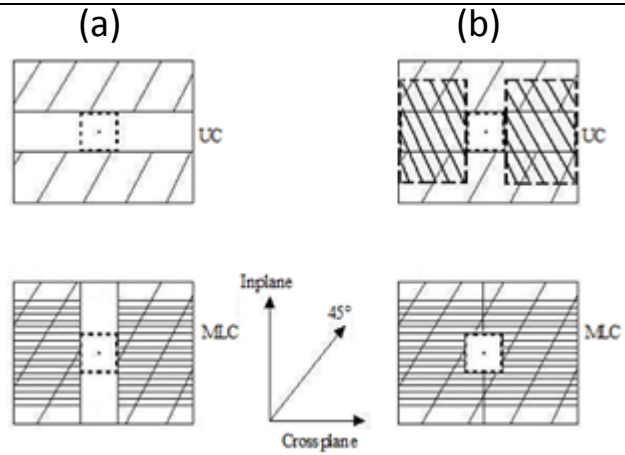 (a) (b)
UC UC
Inplane
45°
MLC MLC
Cross plane